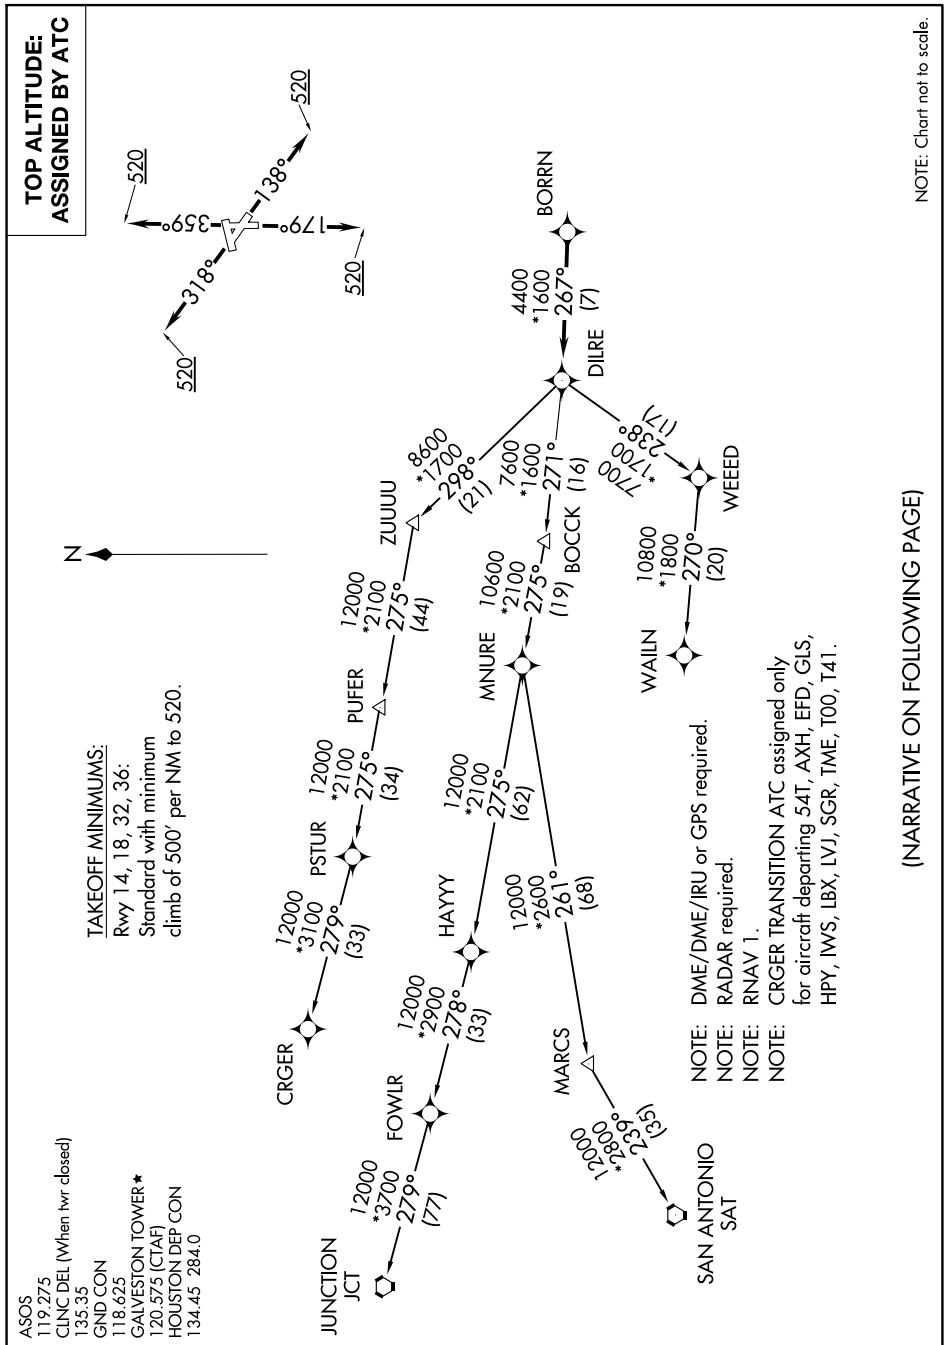 ASOS
119.275
CLNC DEL (When twr closed)
135.35
GND CON
118.625
GALVESTON TOWER★
120.575 (CTAF)
HOUSTON DEP CON
134.45 284.0
TAKEOFF MINIMUMS:
Rwy 14, 18, 32, 36:
Standard with minimum
climb of 500' per NM to 520.
N
TOP ALTITUDE:
ASSIGNED BY ATC
520
318°
520
359°
179°
520
138°
520
JUNCTION
JCT
12000
*3700
279°
(77)
FOWLR
12000
*2900
278°
(33)
HAYYY
12000
*2100
275°
(62)
MNURE
10600
*2100
275°
(19)
BOCCK
7600
*1600
271°
(16)
CRGER
12000
*3100
279°
(33)
PSTUR
12000
*2100
275°
(34)
PUFER
12000
*2100
275°
(44)
ZUUUU
8600
*1700
298°
(21)
DILRE
4400
*1600
267°
(7)
BORRN
SAN ANTONIO
SAT
12000
*2800
239°
(35)
MARCS
12000
*2600
261°
(68)
WAILN
10800
*1800
270°
(20)
WEEED
7700
*1700
238°
(17)
NOTE: DME/DME/IRU or GPS required.
NOTE: RADAR required.
NOTE: RNAV 1.
NOTE: CRGER TRANSITION ATC assigned only
for aircraft departing 54T, AXH, EFD, GLS,
HPY, IWS, LBX, LVJ, SGR, TME, T00, T41.
(NARRATIVE ON FOLLOWING PAGE)
NOTE: Chart not to scale.